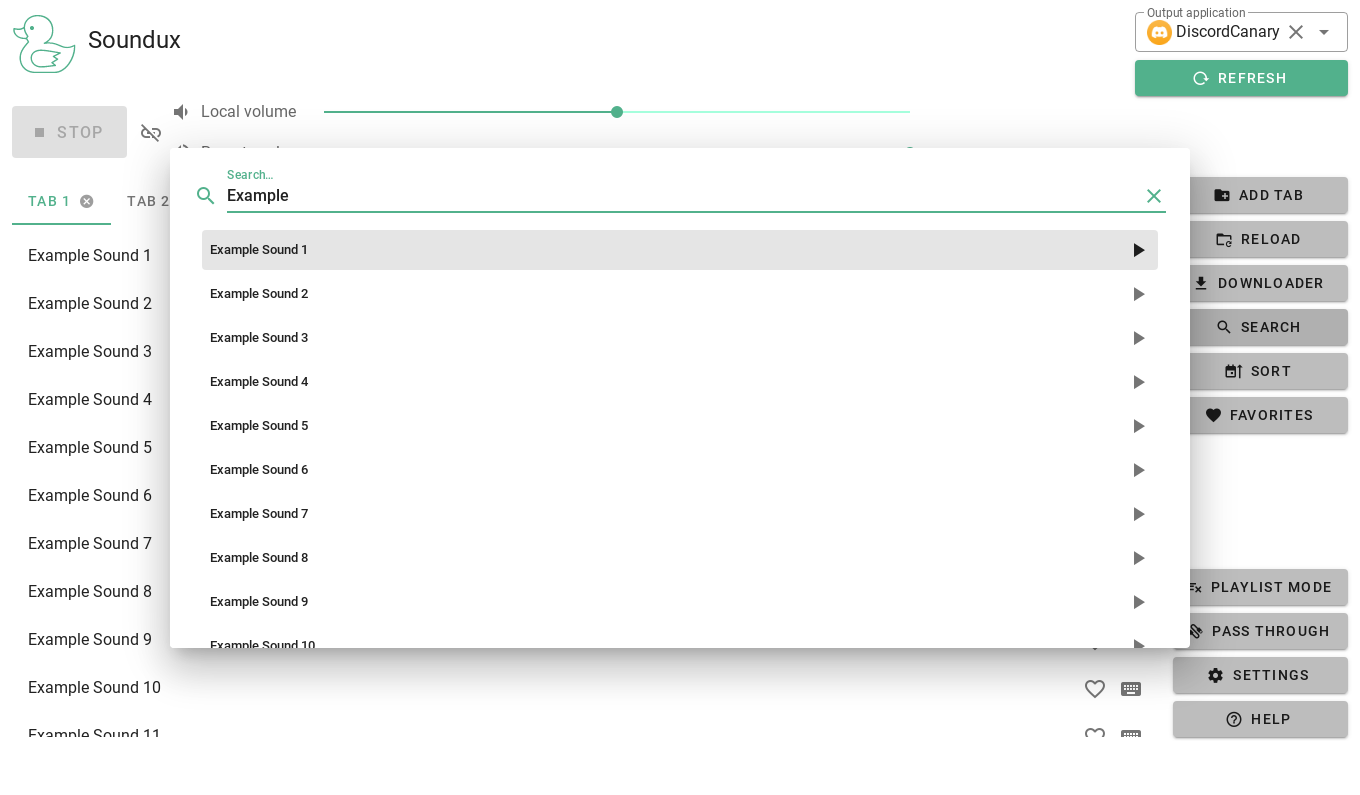 Soundux
Output application
DiscordCanary
REFRESH
STOP
Local volume
TAB 1
TAB 2
Example Sound 1
Example Sound 2
Example Sound 3
Example Sound 4
Example Sound 5
Example Sound 6
Example Sound 7
Example Sound 8
Example Sound 9
Example Sound 10
Example Sound 11
Search...
Example
Example Sound 1
Example Sound 2
Example Sound 3
Example Sound 4
Example Sound 5
Example Sound 6
Example Sound 7
Example Sound 8
Example Sound 9
Example Sound 10
ADD TAB
RELOAD
DOWNLOADER
SEARCH
SORT
FAVORITES
PLAYLIST MODE
PASS THROUGH
SETTINGS
HELP